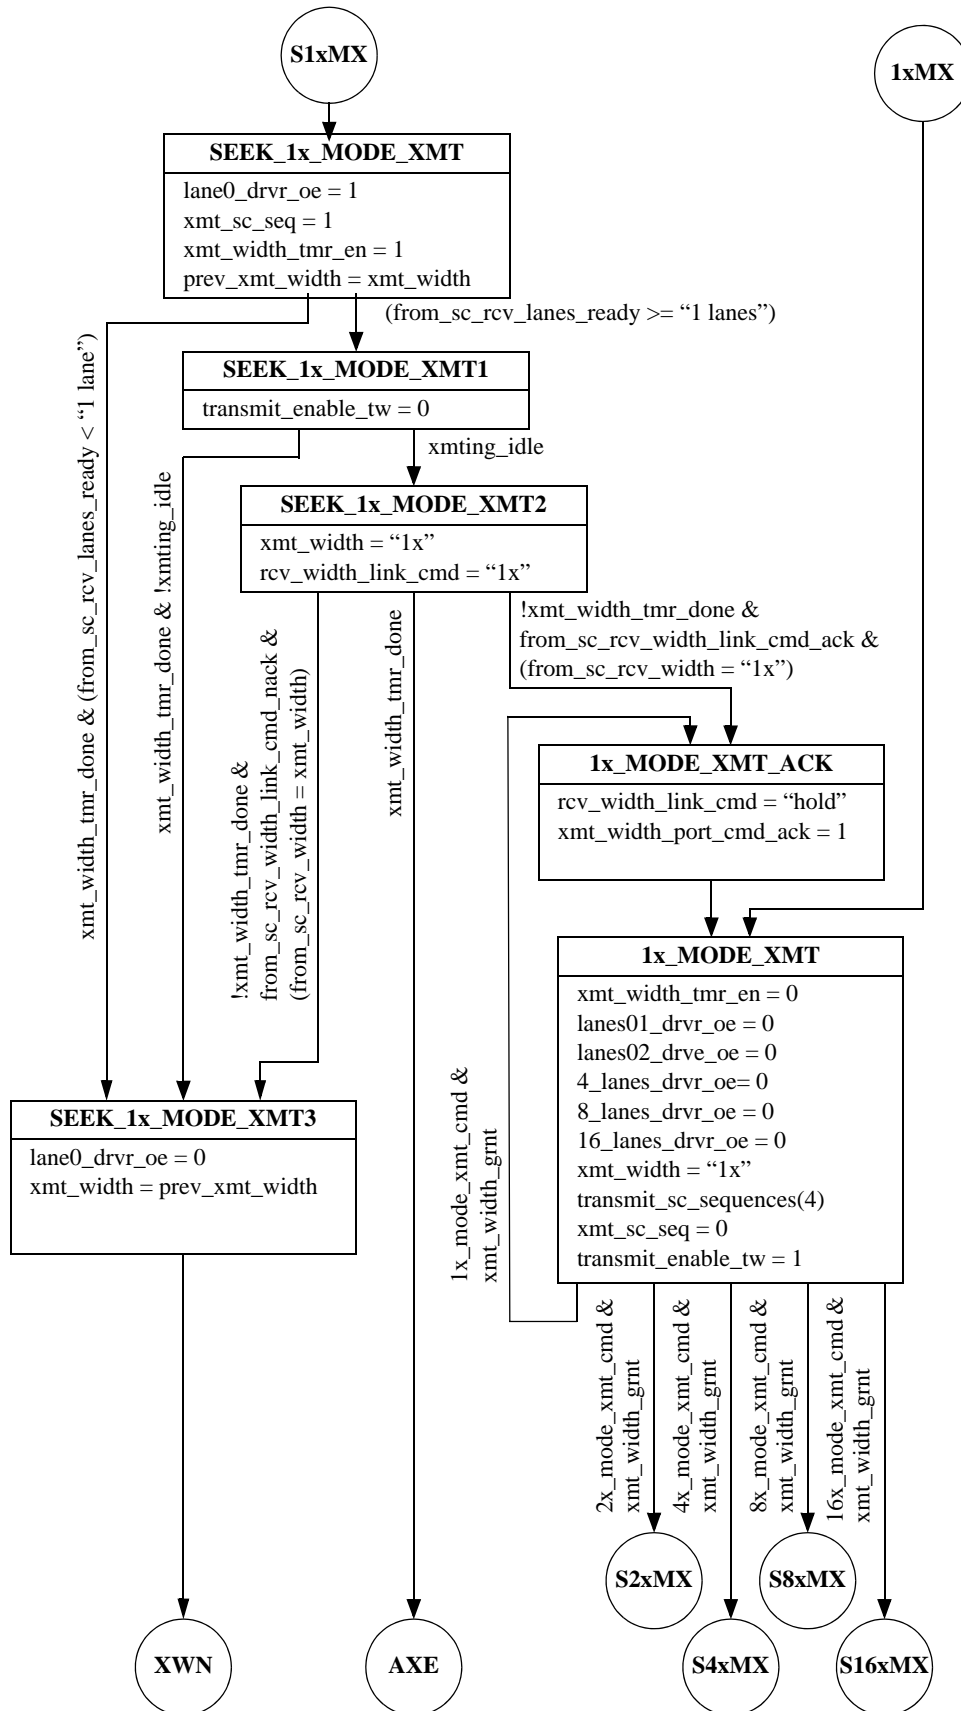 S1xMX
1xMX
SEEK_1x_MODE_XMT
lane0_drvr_oe = 1
xmt_sc_seq = 1
xmt_width_tmr_en = 1
prev_xmt_width = xmt_width
(from_sc_rcv_lanes_ready >= “1 lanes”)
xmt_width_tmr_done & (from_sc_rcv_lanes_ready < “1 lane”)
SEEK_1x_MODE_XMT1
transmit_enable_tw = 0
xmting_idle
xmt_width_tmr_done & !xmting_idle
SEEK_1x_MODE_XMT2
xmt_width = “1x”
rcv_width_link_cmd = “1x”
!xmt_width_tmr_done &
from_sc_rcv_width_link_cmd_nack &
(from_sc_rcv_width = xmt_width)
xmt_width_tmr_done
!xmt_width_tmr_done &
from_sc_rcv_width_link_cmd_ack &
(from_sc_rcv_width = “1x”)
1x_MODE_XMT_ACK
rcv_width_link_cmd = “hold”
xmt_width_port_cmd_ack = 1
1x_MODE_XMT
xmt_width_tmr_en = 0
lanes01_drvr_oe = 0
lanes02_drve_oe = 0
4_lanes_drvr_oe= 0
8_lanes_drvr_oe = 0
16_lanes_drvr_oe = 0
xmt_width = “1x”
transmit_sc_sequences(4)
xmt_sc_seq = 0
transmit_enable_tw = 1
1x_mode_xmt_cmd &
xmt_width_grnt
SEEK_1x_MODE_XMT3
lane0_drvr_oe = 0
xmt_width = prev_xmt_width
2x_mode_xmt_cmd &
xmt_width_grnt
4x_mode_xmt_cmd &
xmt_width_grnt
8x_mode_xmt_cmd &
xmt_width_grnt
16x_mode_xmt_cmd &
xmt_width_grnt
S2xMX
S8xMX
XWN
AXE
S4xMX
S16xMX